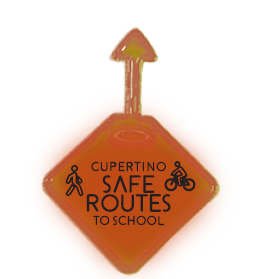 CUPERTINO
SAFE
ROUTES
TO SCHOOL